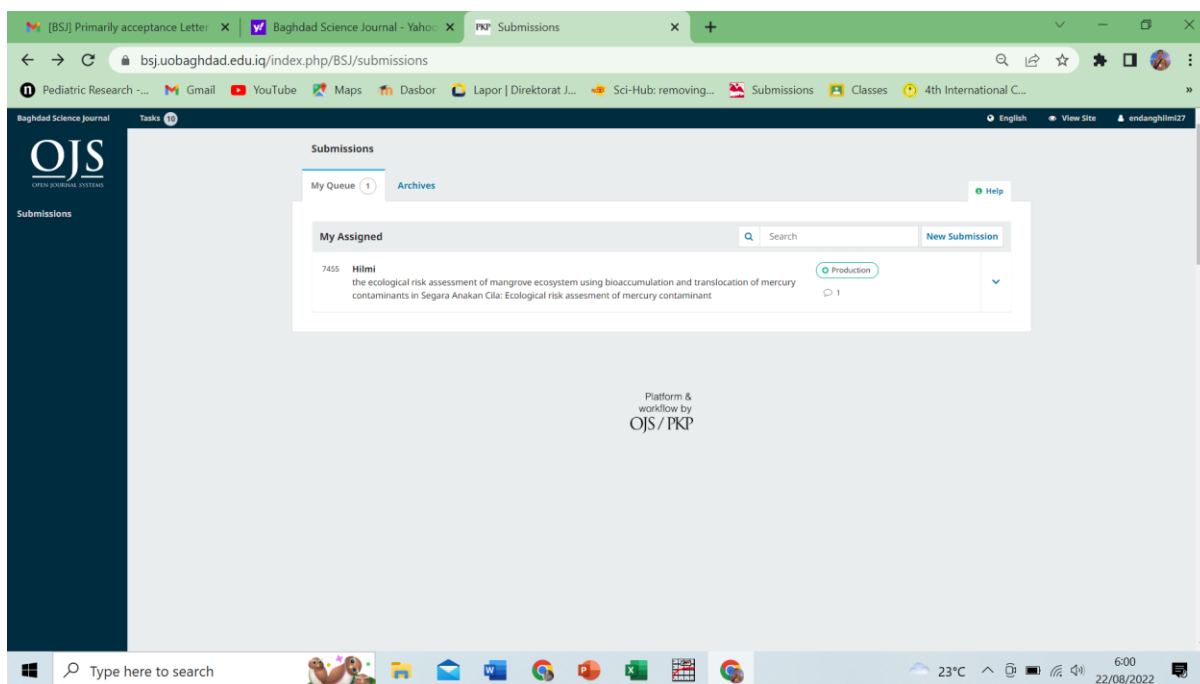 [BSJ] Primarily acceptance Letter
Baghdad Science Journal - Yahoo
PKP Submissions
bsj.uobaghdad.edu.iq/index.php/BSJ/submissions
Pediatric Research -... Gmail YouTube Maps Dasbor Lapor | Direktorat J... Sci-Hub: removing... Submissions Classes 4th International C... »
Baghdad Science Journal Tasks 10 English View Site endanghilmi27
OJS
OPEN JOURNAL SYSTEMS
Submissions
Submissions
My Queue 1 Archives
Help
My Assigned Search New Submission
7455 Hilmi Production
the ecological risk assessment of mangrove ecosystem using bioaccumulation and translocation of mercury
contaminants in Segara Anakan Cila: Ecological risk assesment of mercury contaminant
1
Platform &
workflow by
OJS / PKP
Type here to search
23°C
6:00
22/08/2022